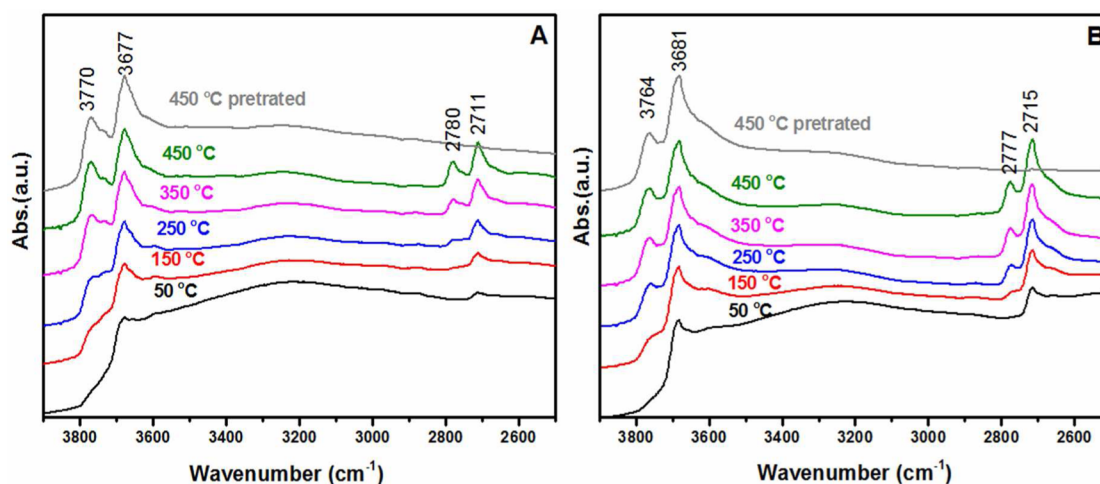 A
3770
3677
2780
2711
450 °C pretrated
450 °C
350 °C
250 °C
150 °C
50 °C
Abs.(a.u.)
3800 3600 3400 3200 3000 2800 2600
Wavenumber (cm-1)
B
3764
3681
2777
2715
450 °C pretrated
450 °C
350 °C
250 °C
150 °C
50 °C
Abs.(a.u.)
3800 3600 3400 3200 3000 2800 2600
Wavenumber (cm-1)